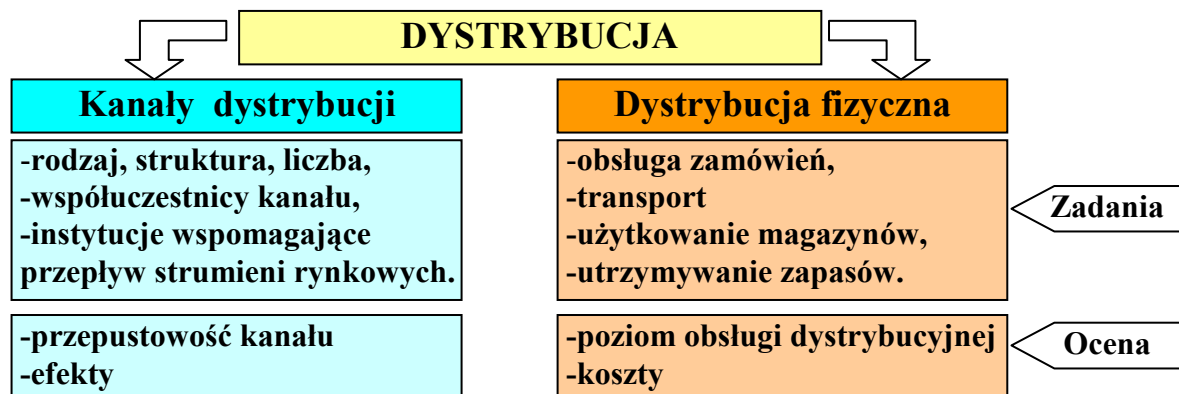 DYSTRYBUCJA
Kanały dystrybucji
-rodzaj, struktura, liczba,
-współuczestnicy kanału,
-instytucje wspomagające
przepływ strumieni rynkowych.
-przepustowość kanału
-efekty
Dystrybucja fizyczna
-obsługa zamówień,
-transport
-użytkowanie magazynów,
-utrzymywanie zapasów.
-poziom obsługi dystrybucyjnej
-koszty
Zadania
Ocena